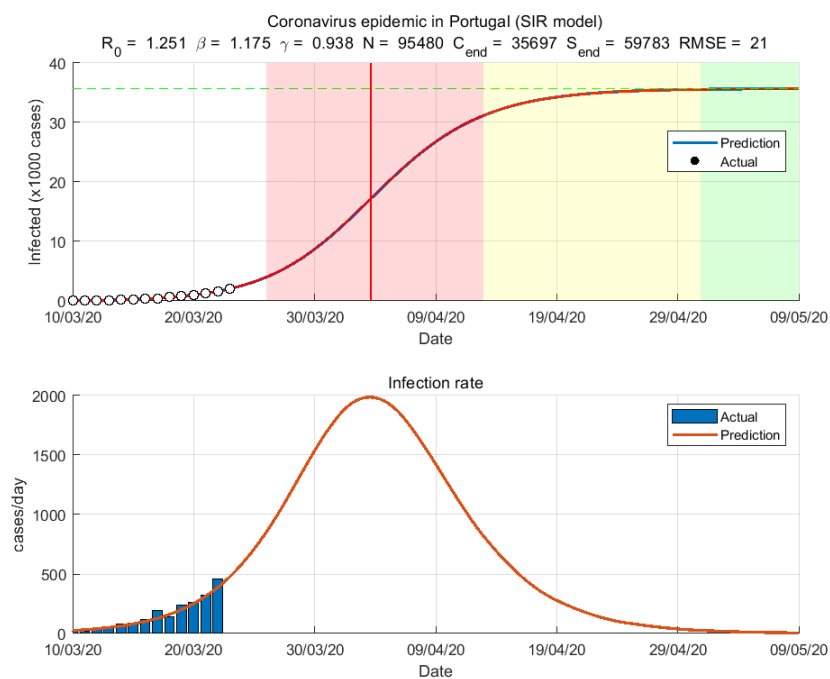 Coronavirus epidemic in Portugal (SIR model)
R0 = 1.251 β = 1.175 γ = 0.938 N = 95480 Cend = 35697 Send = 59783 RMSE = 21
40
30
20
10
0
Infected (x1000 cases)
Prediction
Actual
10/03/20 20/03/20 30/03/20 09/04/20 19/04/20 29/04/20 09/05/20
Date
Infection rate
2000
1500
1000
500
0
cases/day
Actual
Prediction
10/03/20 20/03/20 30/03/20 09/04/20 19/04/20 29/04/20 09/05/20
Date